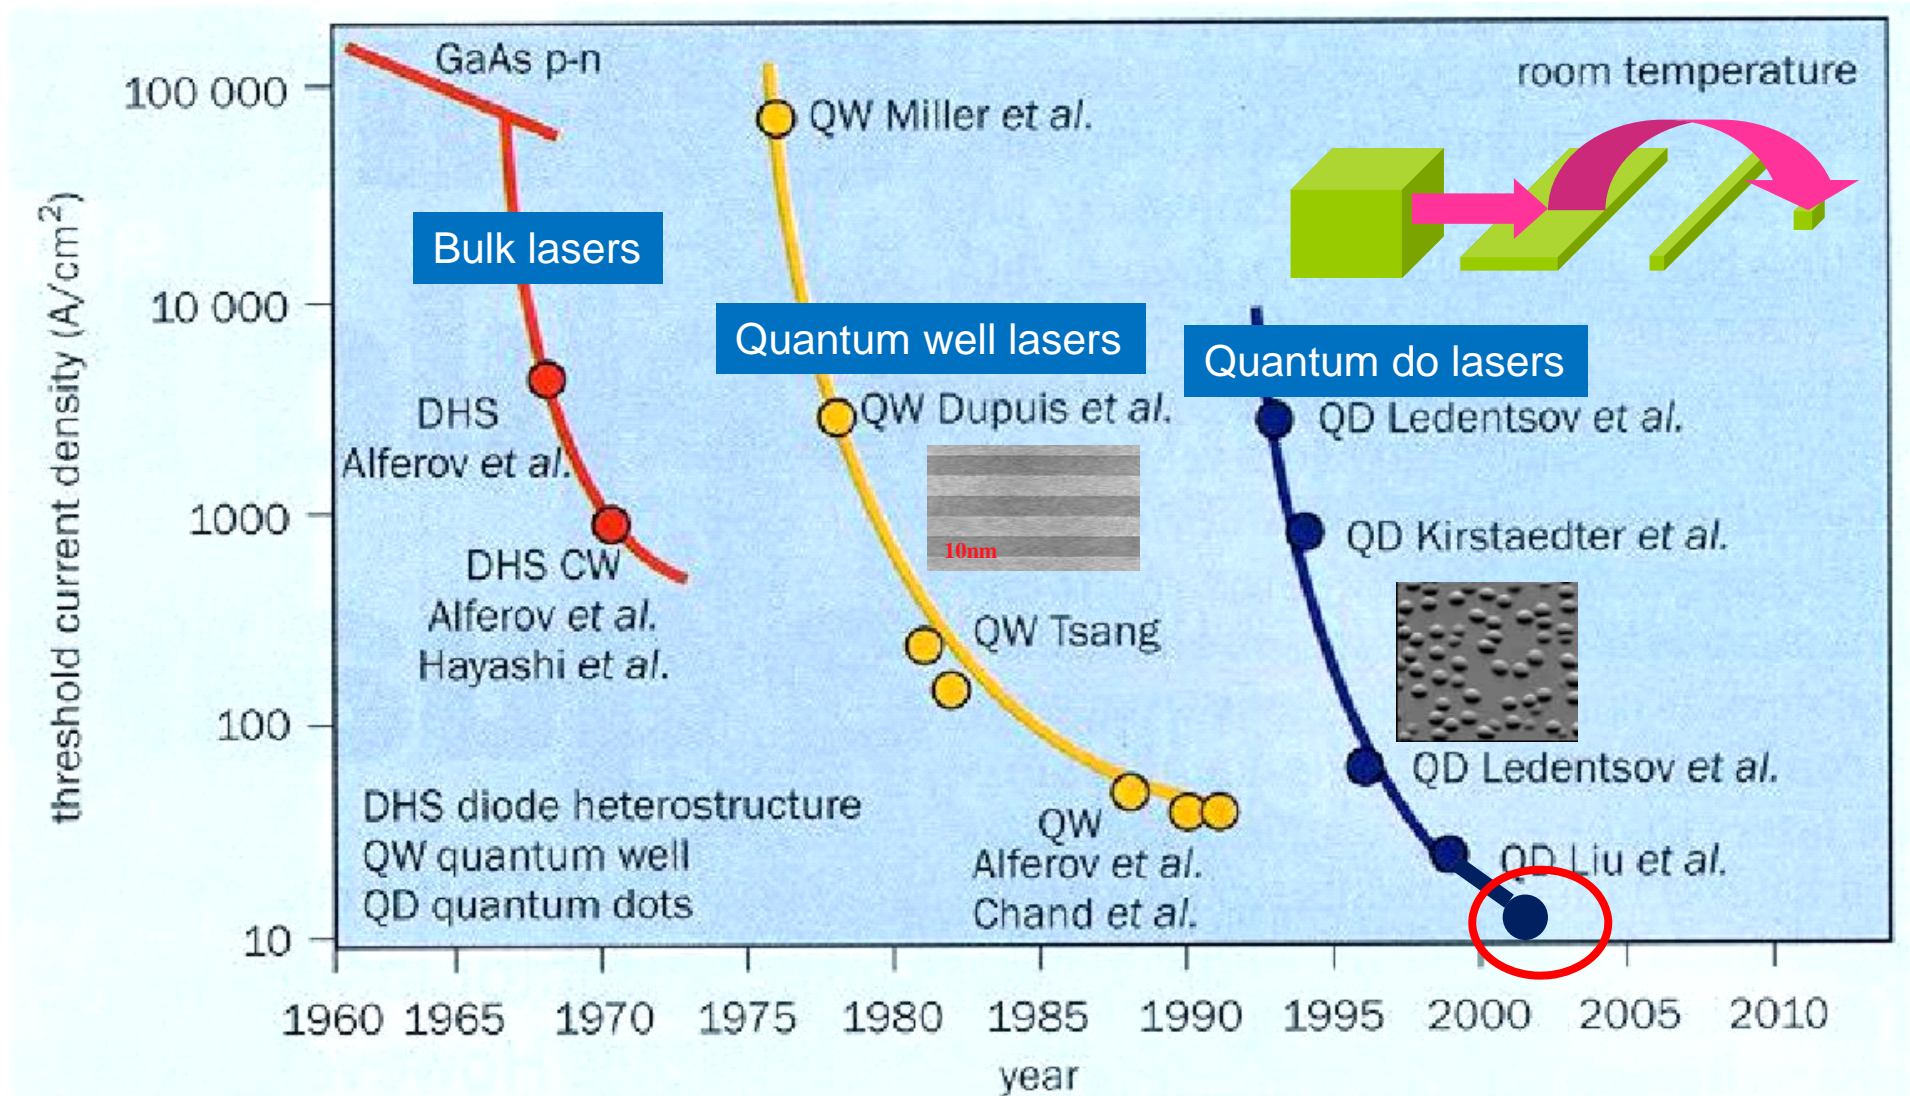 GaAs p-n
room temperature
100 000
QW Miller et al.
Bulk lasers
10 000
Quantum well lasers
Quantum do lasers
DHS
Alferov et al.
QW Dupuis et al.
QD Ledentsov et al.
1000
10nm
QD Kirstaedter et al.
DHS CW
Alferov et al.
Hayashi et al.
QW Tsang
100
QD Ledentsov et al.
DHS diode heterostructure
QW quantum well
QD quantum dots
QW
Alferov et al.
Chand et al.
QD Liu et al.
10
threshold current density (A/cm²)
1960 1965 1970 1975 1980 1985 1990 1995 2000 2005 2010
year